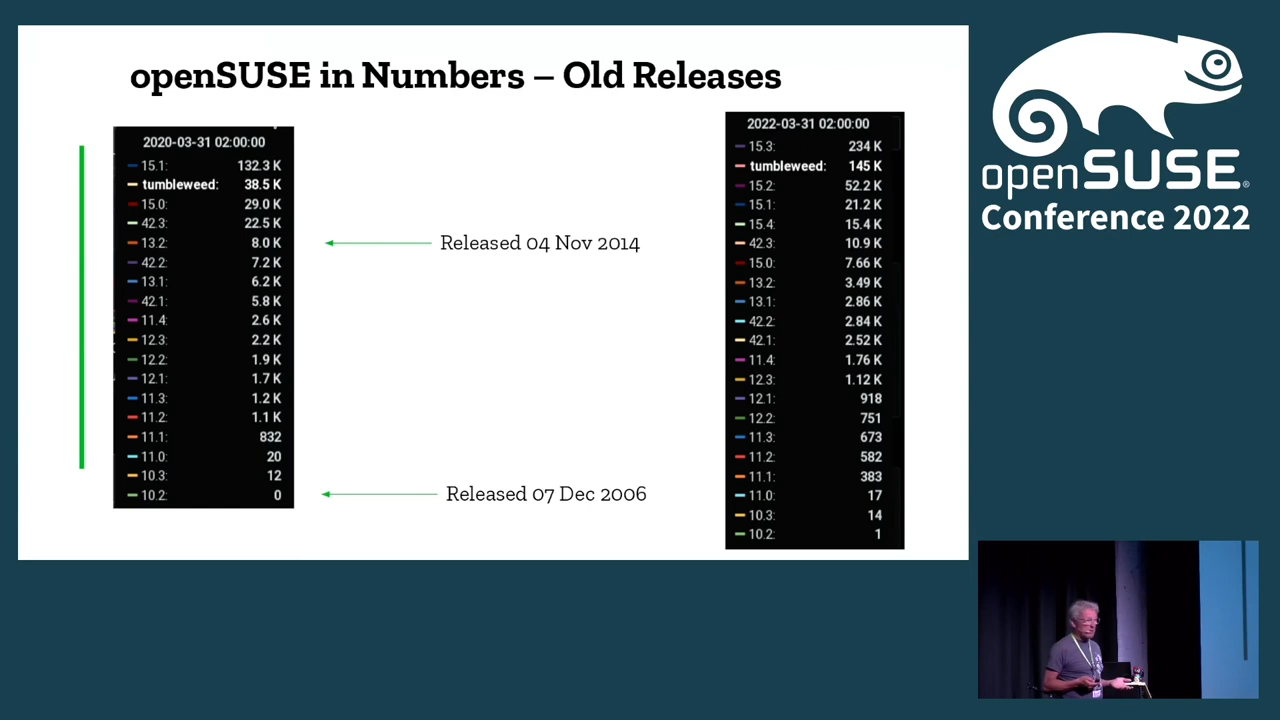 openSUSE in Numbers – Old Releases
2020-03-31 02:00:00
15.1: 132.3 K
tumbleweed: 38.5 K
15.0: 29.0 K
42.3: 22.5 K
13.2: 8.0 K
42.2: 7.2 K
13.1: 6.2 K
42.1: 5.8 K
11.4: 2.6 K
12.3: 2.2 K
12.2: 1.9 K
12.1: 1.7 K
11.3: 1.2 K
11.2: 1.1 K
11.1: 832
11.0: 20
10.3: 12
10.2: 0
Released 04 Nov 2014
Released 07 Dec 2006
2022-03-31 02:00:00
15.3: 234 K
tumbleweed: 145 K
15.2: 52.2 K
15.1: 21.2 K
15.4: 15.4 K
42.3: 10.9 K
15.0: 7.66 K
13.2: 3.49 K
13.1: 2.86 K
42.2: 2.84 K
42.1: 2.52 K
11.4: 1.76 K
12.3: 1.12 K
12.1: 918
12.2: 751
11.3: 673
11.2: 582
11.1: 383
11.0: 17
10.3: 14
10.2: 1
openSUSE®
Conference 2022